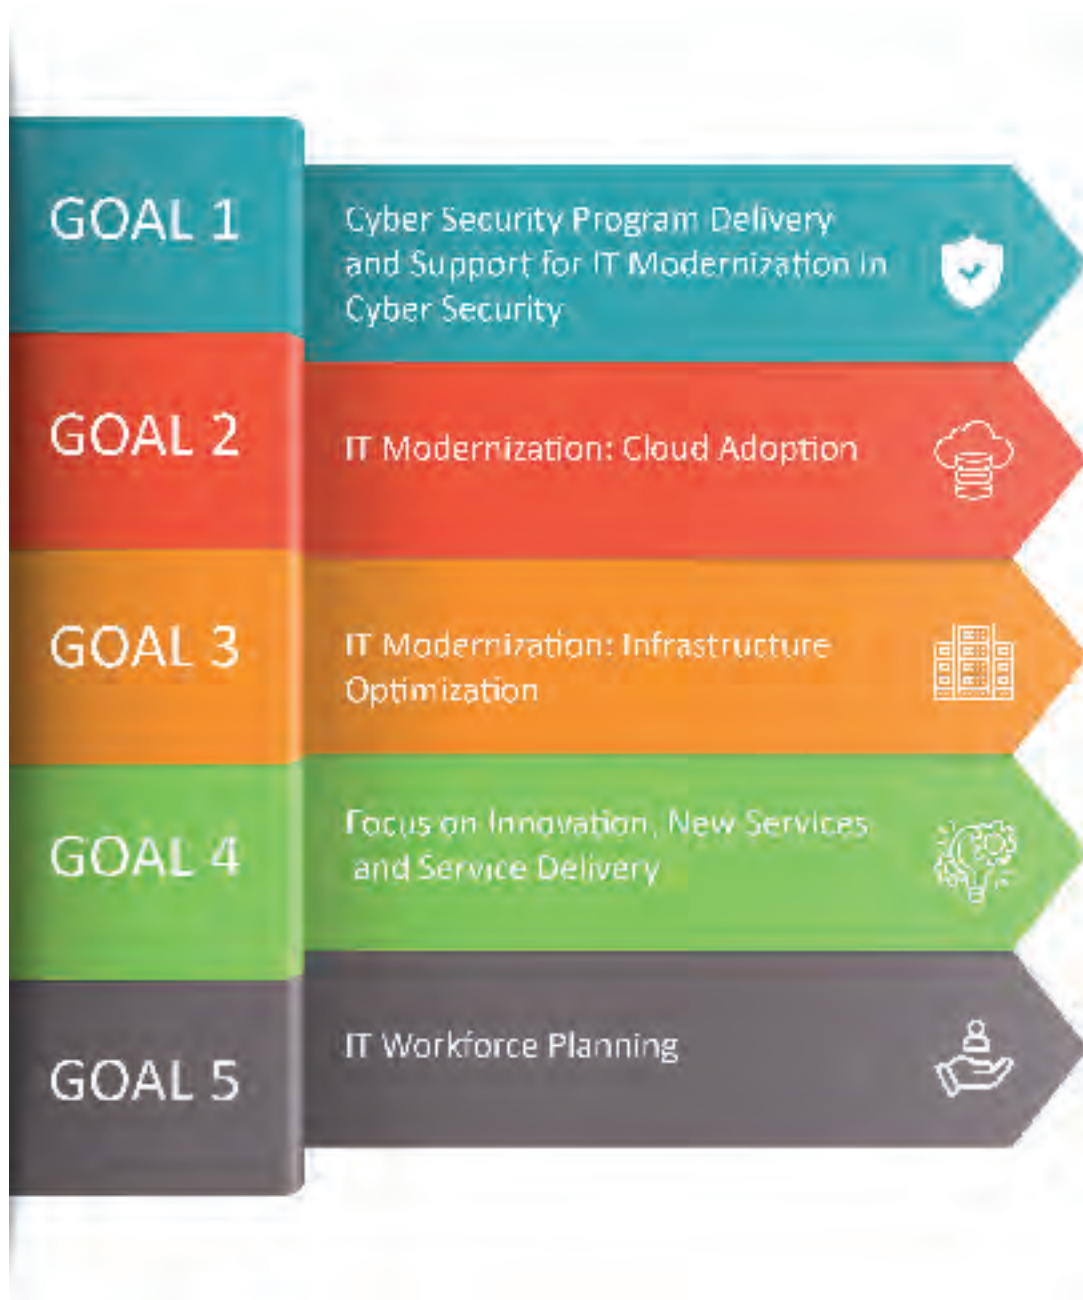 GOAL 1
Cyber Security Program Delivery
and Support for IT Modernization in
Cyber Security
GOAL 2
IT Modernization: Cloud Adoption
GOAL 3
IT Modernization: Infrastructure
Optimization
GOAL 4
Focus on Innovation, New Services
and Service Delivery
GOAL 5
IT Workforce Planning